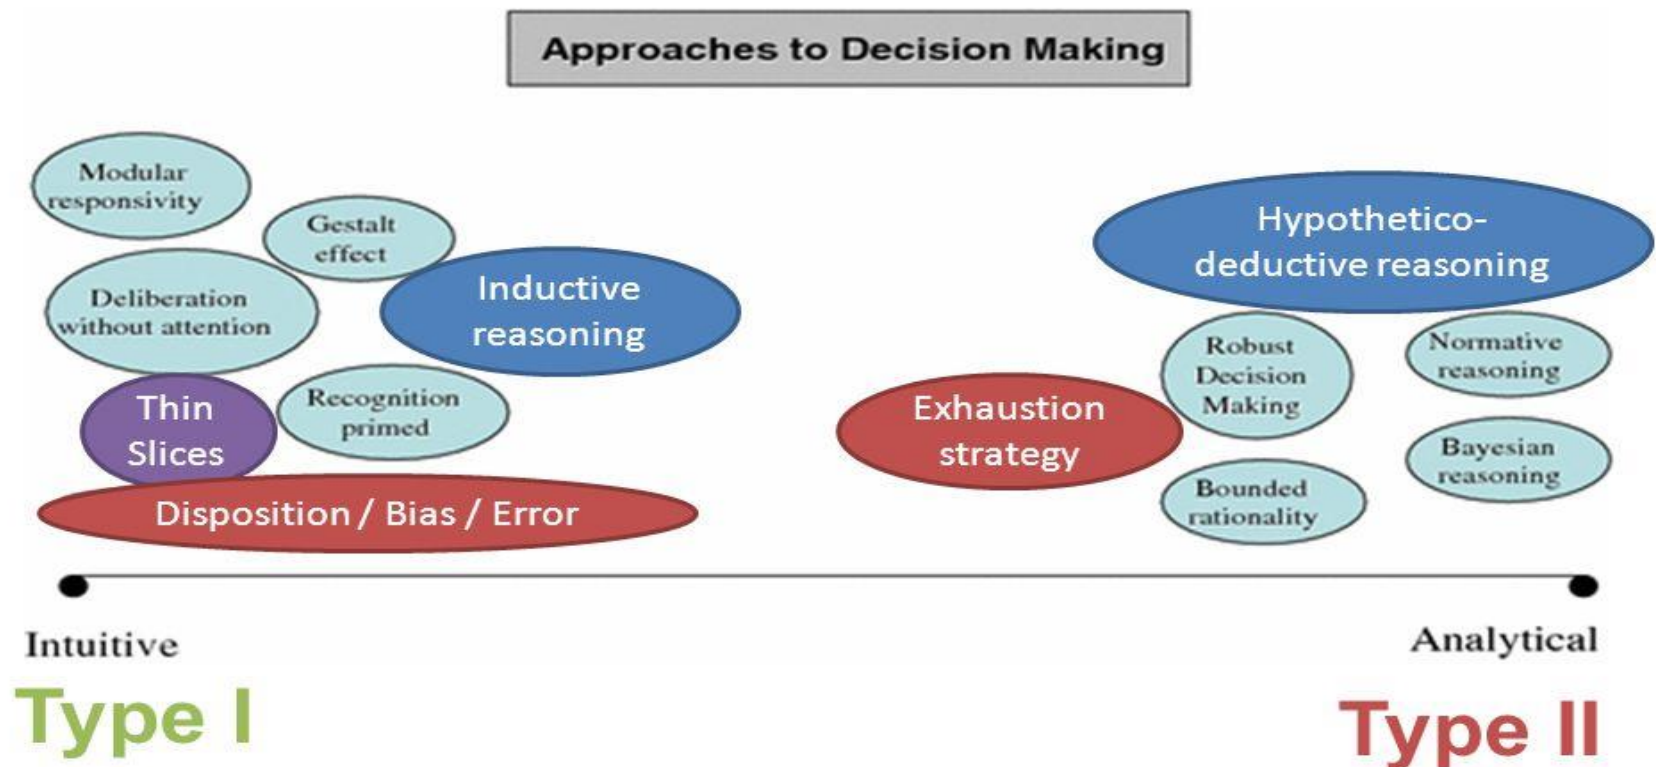 Approaches to Decision Making
Modular
responsivity
Gestalt
effect
Deliberation
without attention
Inductive
reasoning
Thin
Slices
Recognition
primed
Disposition / Bias / Error
Hypothetico-
deductive reasoning
Exhaustion
strategy
Robust
Decision
Making
Normative
reasoning
Bayesian
reasoning
Bounded
rationality
Intuitive
Analytical
Type I
Type II